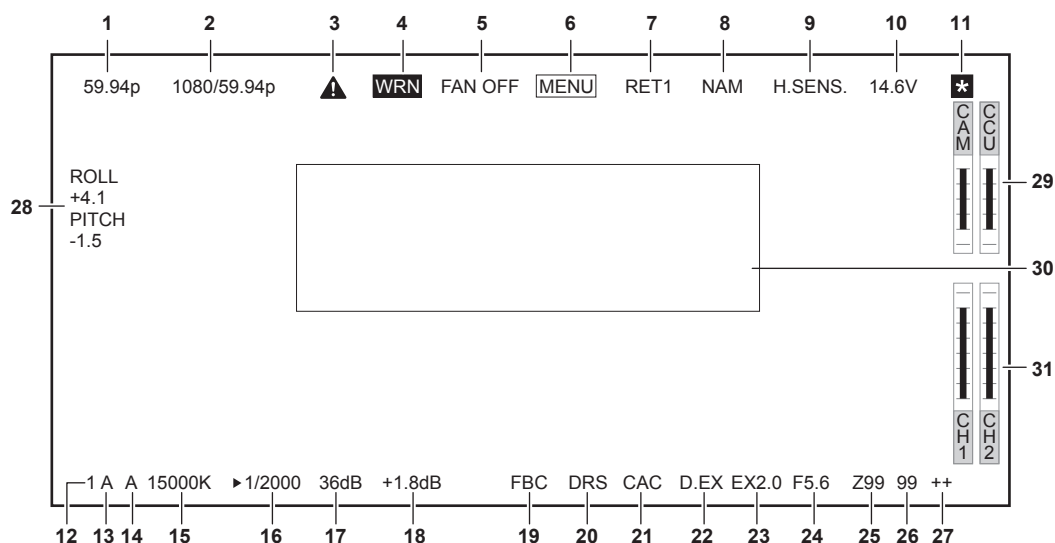 1 2 3 4 5 6 7 8 9 10 11
59.94p 1080/59.94p WRN FAN OFF MENU RET1 NAM H.SENS. 14.6V *
CAM CCU
ROLL
+4.1
PITCH
-1.5
28
29
30
31
CH1 CH2
1 A A 15000K ▶1/2000 36dB +1.8dB FBC DRS CAC D.EX EX2.0 F5.6 Z99 99 ++
12 13 14 15 16 17 18 19 20 21 22 23 24 25 26 27